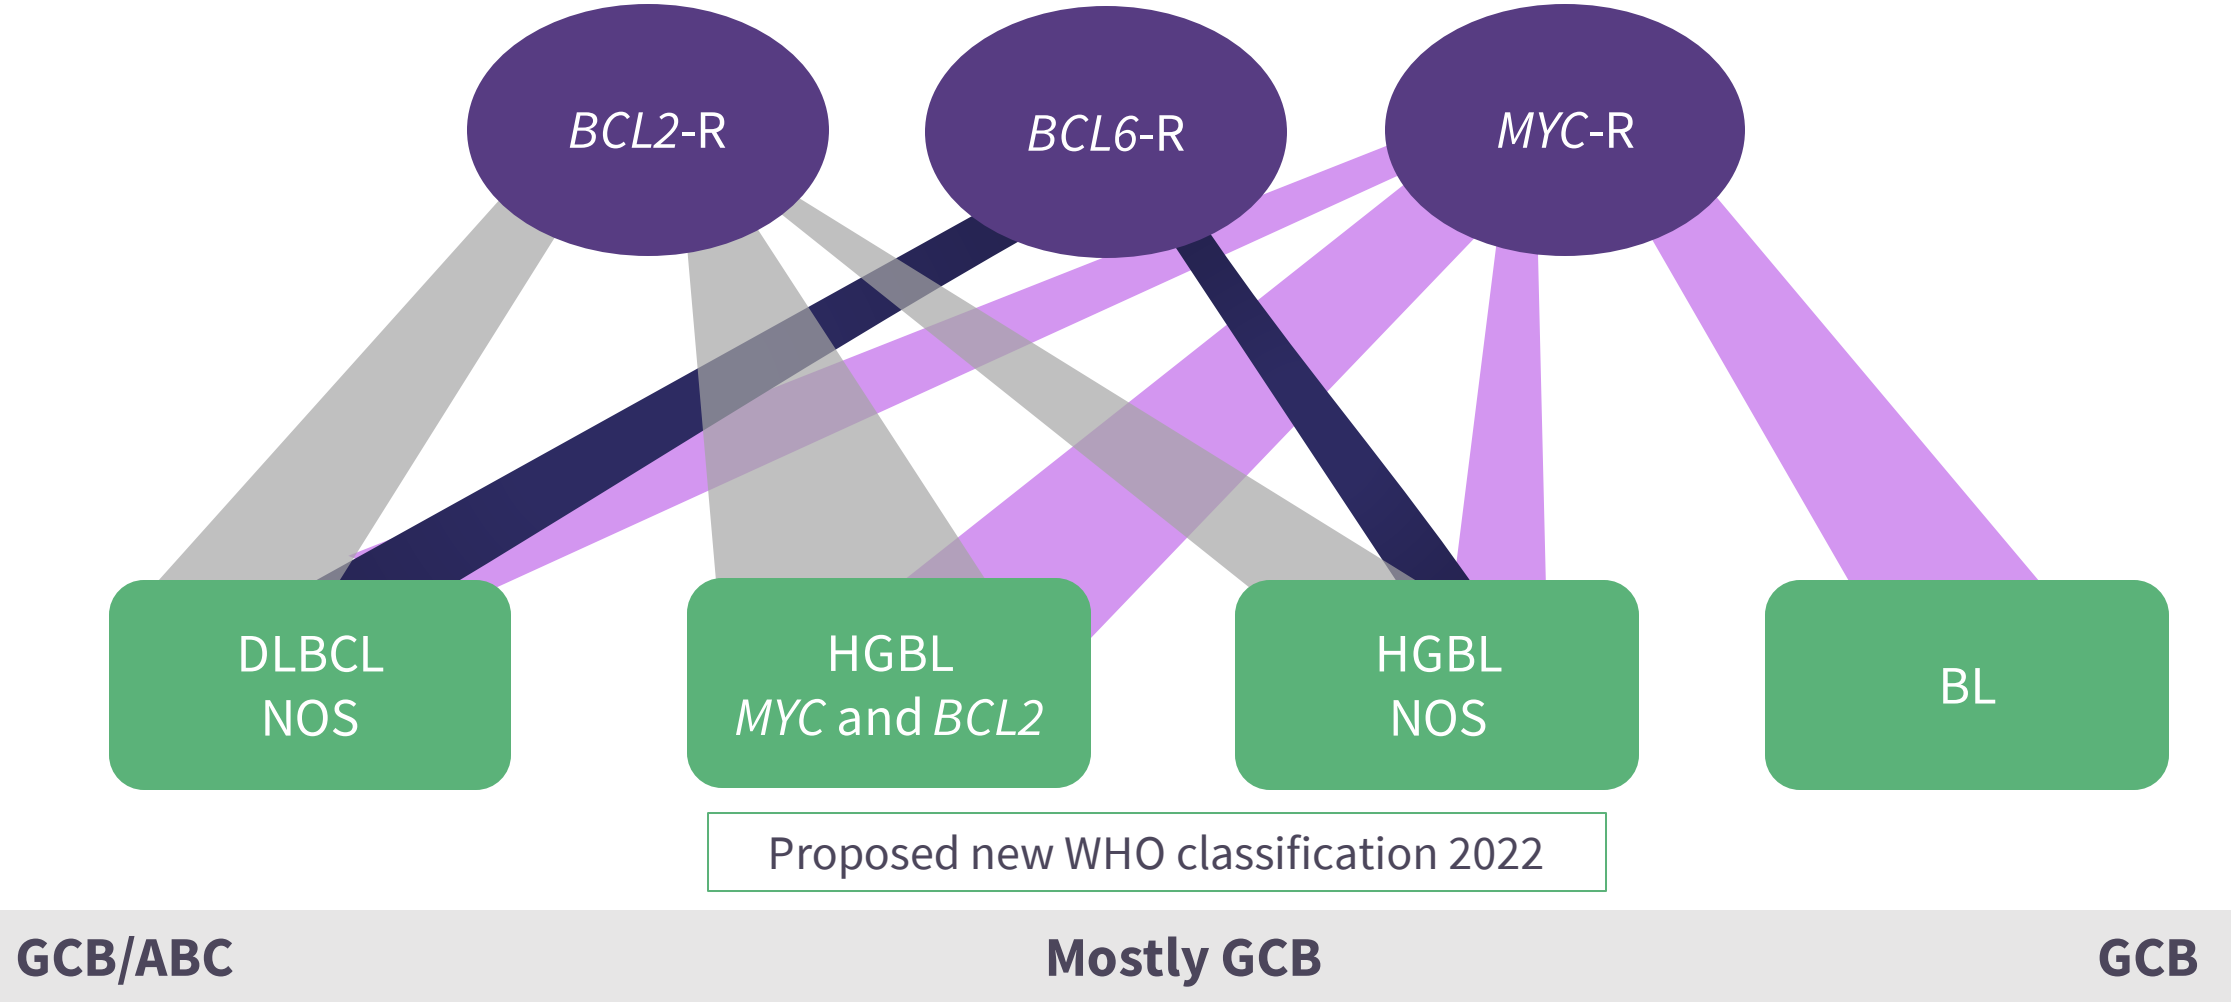 BCL2-R
BCL6-R
MYC-R
DLBCL
NOS
HGBL
MYC and BCL2
HGBL
NOS
BL
Proposed new WHO classification 2022
GCB/ABC
Mostly GCB
GCB